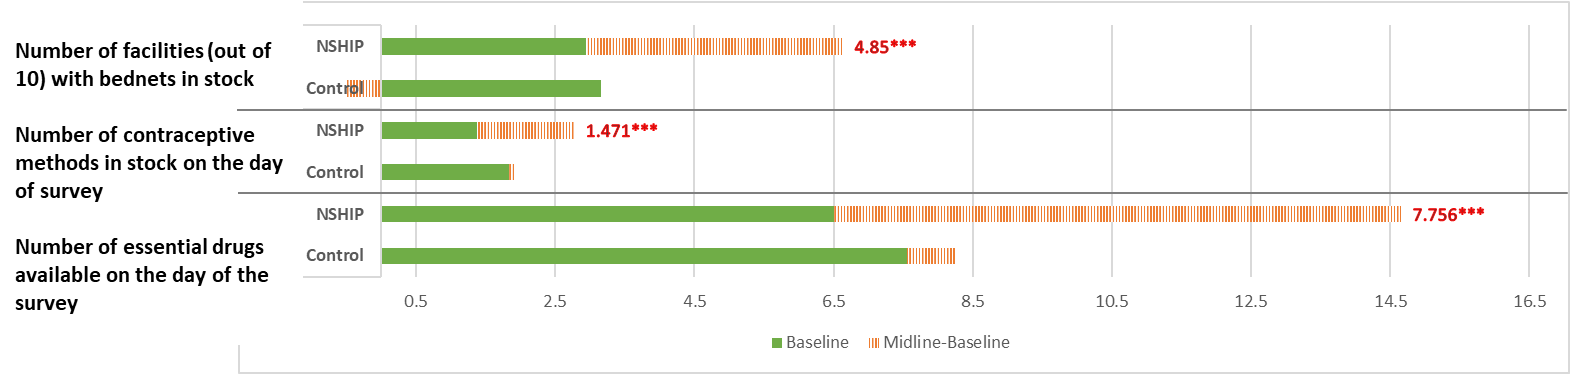 Number of facilities (out of
10) with bednets in stock
NSHIP
4.85***
Control
Number of contraceptive
methods in stock on the day
of survey
NSHIP
1.471***
Control
Number of essential drugs
available on the day of the
survey
NSHIP
7.756***
Control
0.5 2.5 4.5 6.5 8.5 10.5 12.5 14.5 16.5
Baseline Midline-Baseline